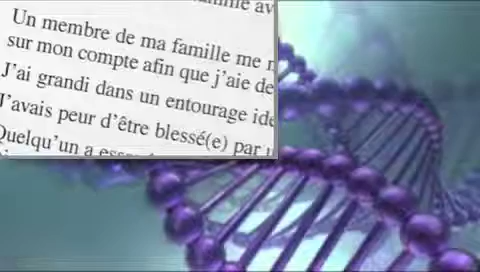 av
Un membre de ma famille me
sur mon compte afin que j'aie de
J'ai grandi dans un entourage
J'avais peur d'être blessé(e) par
Quelqu'un a